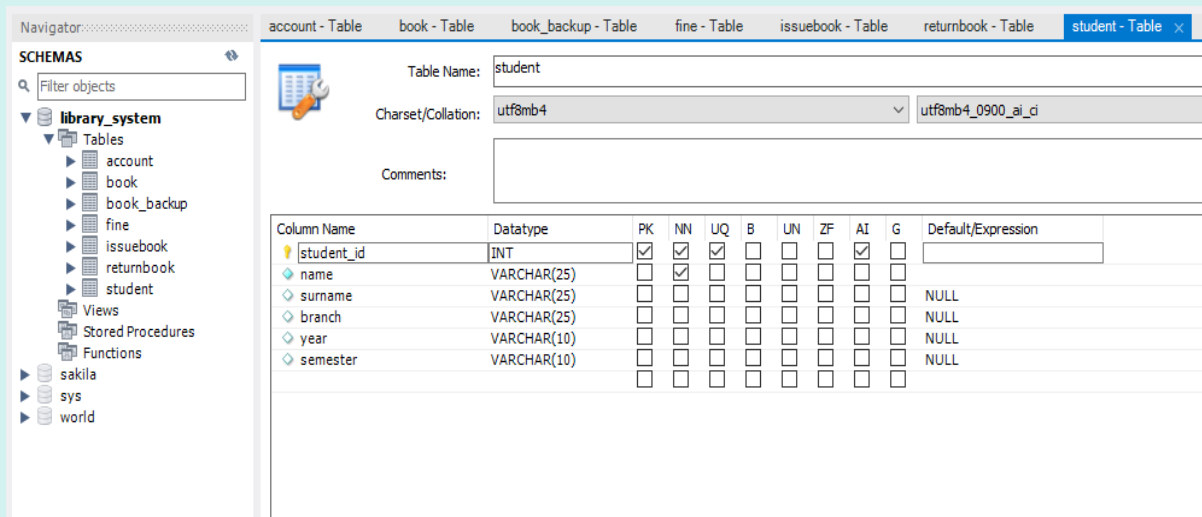 Navigator
SCHEMAS
Filter objects
library_system
Tables
account
book
book_backup
fine
issuebook
returnbook
student
Views
Stored Procedures
Functions
sakila
sys
world
account - Table book - Table book_backup - Table fine - Table issuebook - Table returnbook - Table student - Table
Table Name: student
Charset/Collation: utf8mb4 utf8mb4_0900_ai_ci
Comments:
Column Name Datatype PK NN UQ B UN ZF AI G Default/Expression
student_id INT
name VARCHAR(25)
surname VARCHAR(25) NULL
branch VARCHAR(25) NULL
year VARCHAR(10) NULL
semester VARCHAR(10) NULL